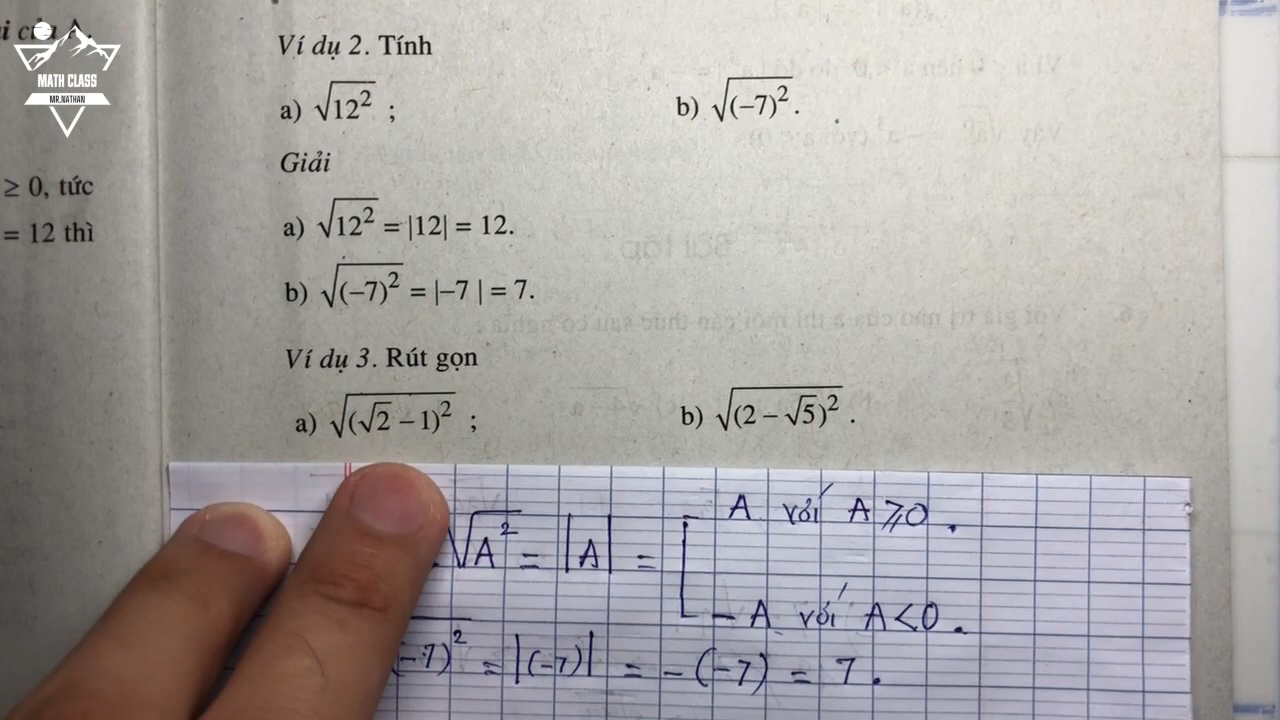 MATH CLASS
MR.NATHAN
≥ 0, tức
= 12 thì
Ví dụ 2. Tính
a) √(12²) ; b) √((–7)²).
Giải
a) √(12²) = |12| = 12.
b) √((–7)²) = |–7 | = 7.
Ví dụ 3. Rút gọn
a) √((√2 – 1)²) ; b) √((2 – √5)²) .
√(A²) = |A| = [ A với A ⩾ 0 .
– A với A < 0 .
(–7)² = |(–7)| = – (–7) = 7 .